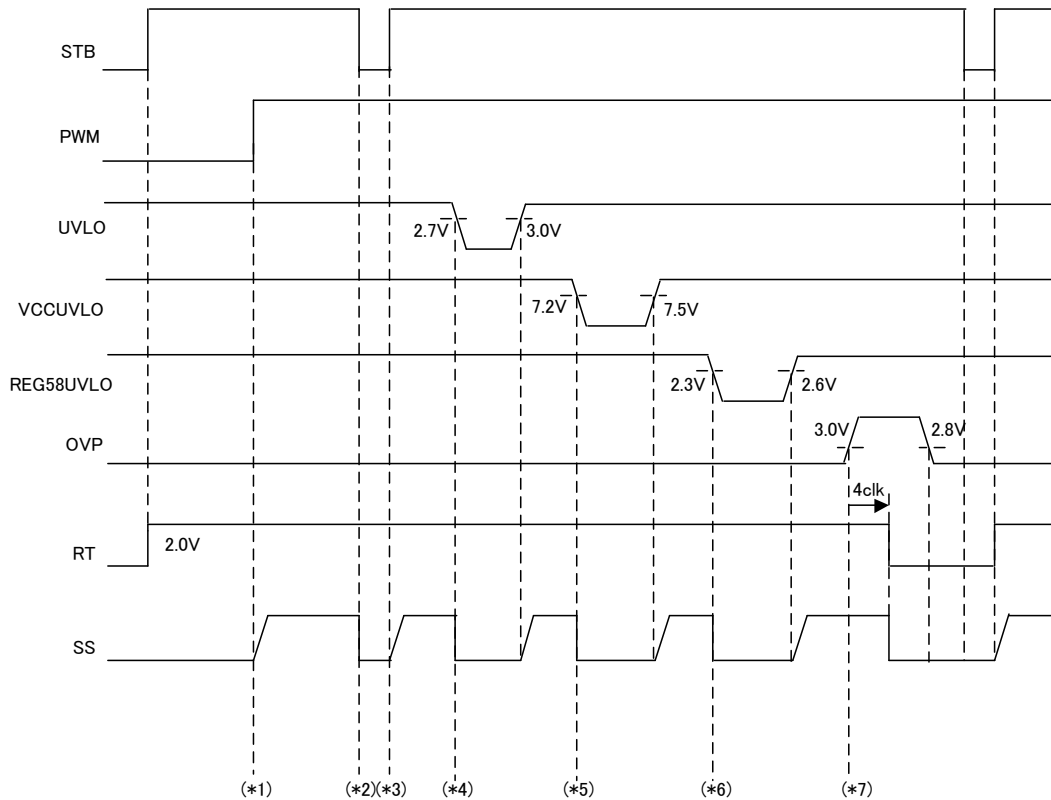 STB
PWM
UVLO
2.7V
3.0V
VCCUVLO
7.2V
7.5V
REG58UVLO
2.3V
2.6V
OVP
3.0V
2.8V
4clk
RT
2.0V
SS
(*1)
(*2)
(*3)
(*4)
(*5)
(*6)
(*7)